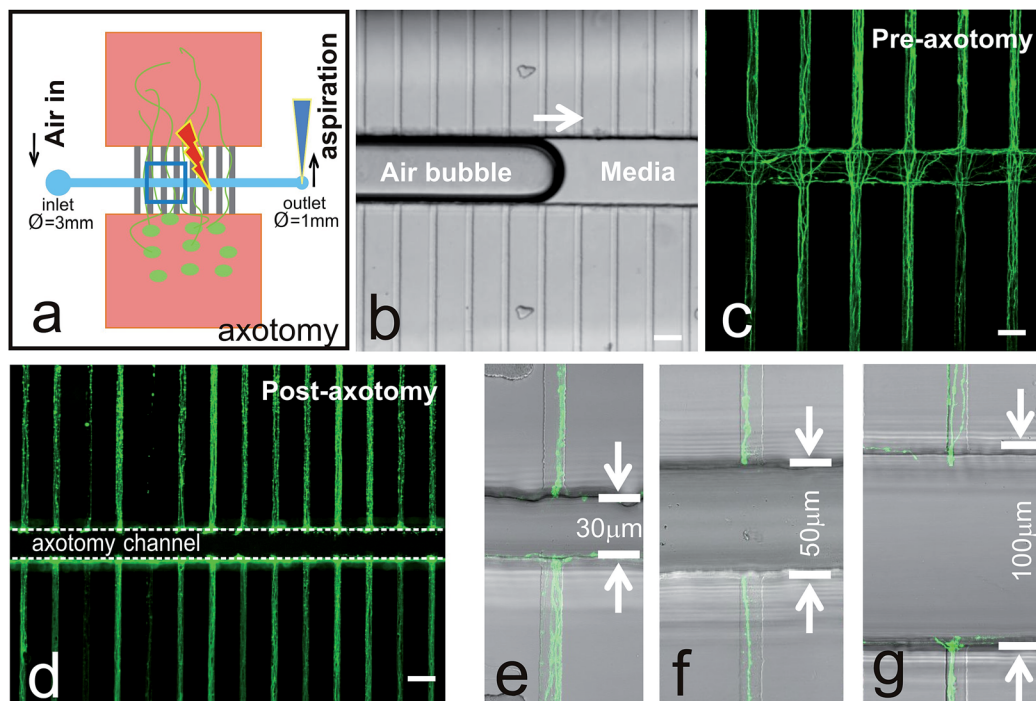 Air in
aspiration
inlet
Ø=3mm
outlet
Ø=1mm
a
axotomy
Air bubble
Media
b
Pre-axotomy
c
Post-axotomy
axotomy channel
d
30μm
e
50μm
f
100μm
g